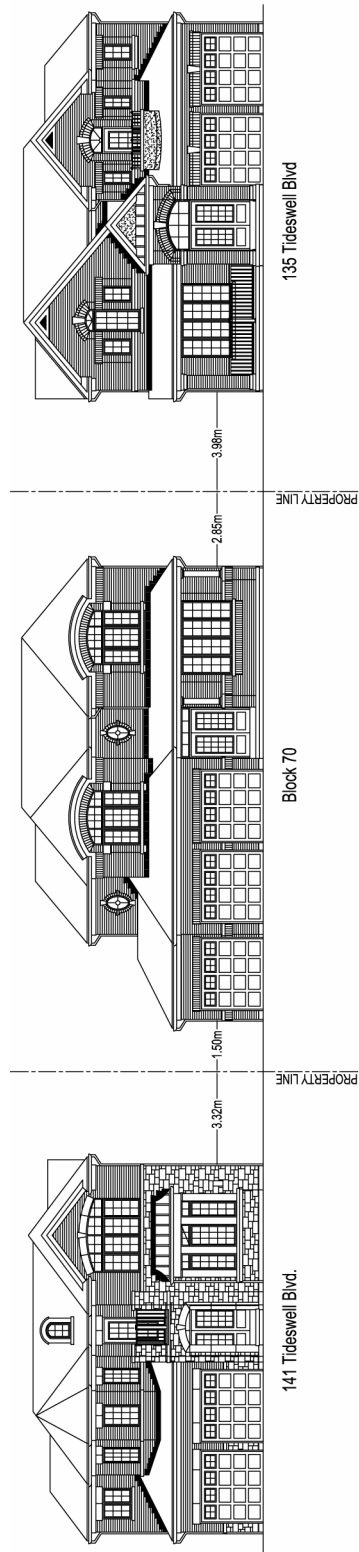 3.32m
1.50m
2.85m
3.98m
PROPERTY LINE
PROPERTY LINE
141 Tideswell Blvd.
Block 70
135 Tideswell Blvd